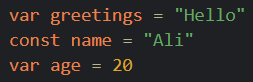 var greetings = "Hello"
const name = "Ali"
var age = 20